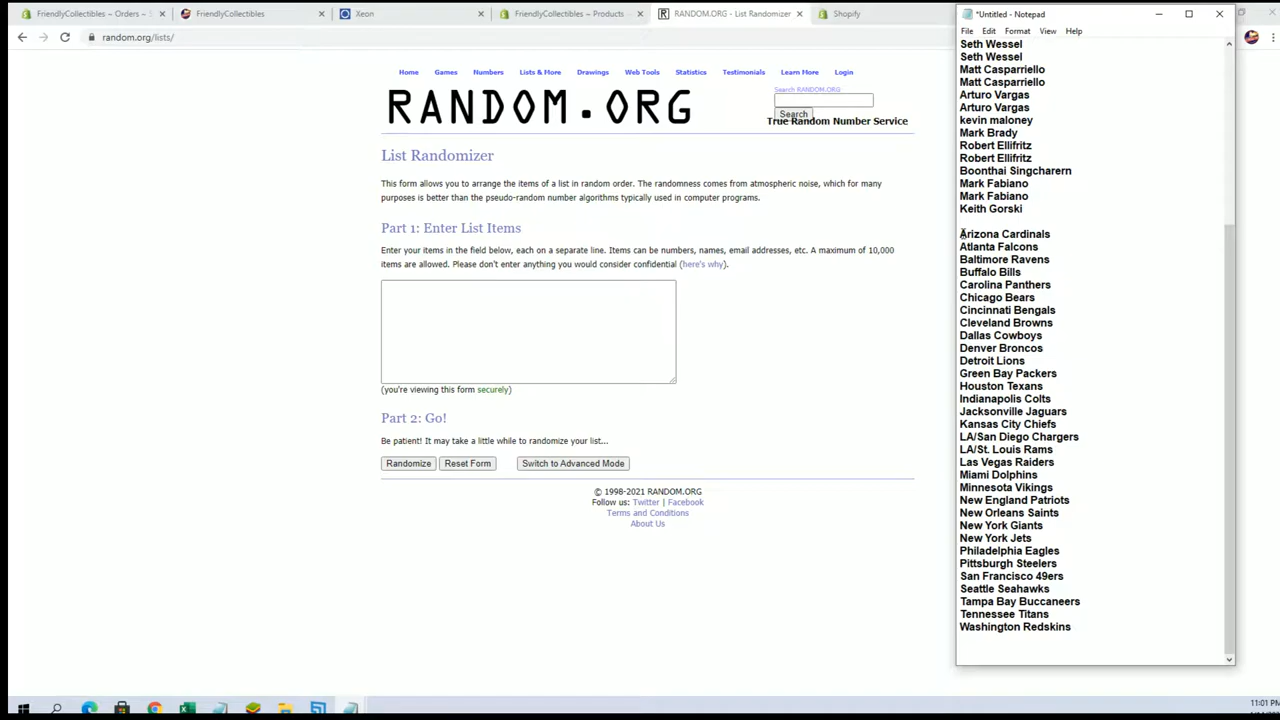 FriendlyCollectibles ~ Orders ~ S
FriendlyCollectibles
Xeon
FriendlyCollectibles ~ Products ~
RANDOM.ORG - List Randomizer
Shopify
random.org/lists/
Home Games Numbers Lists & More Drawings Web Tools Statistics Testimonials Learn More Login
RANDOM.ORG
Search RANDOM.ORG:
Search
True Random Number Service
List Randomizer
This form allows you to arrange the items of a list in random order. The randomness comes from atmospheric noise, which for many
purposes is better than the pseudo-random number algorithms typically used in computer programs.
Part 1: Enter List Items
Enter your items in the field below, each on a separate line. Items can be numbers, names, email addresses, etc. A maximum of 10,000
items are allowed. Please don't enter anything you would consider confidential (here's why).
(you're viewing this form securely)
Part 2: Go!
Be patient! It may take a little while to randomize your list...
Randomize Reset Form Switch to Advanced Mode
© 1998-2021 RANDOM.ORG
Follow us: Twitter | Facebook
Terms and Conditions
About Us
*Untitled - Notepad
File Edit Format View Help
Seth Wessel
Seth Wessel
Matt Casparriello
Matt Casparriello
Arturo Vargas
Arturo Vargas
kevin maloney
Mark Brady
Robert Ellifritz
Robert Ellifritz
Boonthai Singcharern
Mark Fabiano
Mark Fabiano
Keith Gorski
Arizona Cardinals
Atlanta Falcons
Baltimore Ravens
Buffalo Bills
Carolina Panthers
Chicago Bears
Cincinnati Bengals
Cleveland Browns
Dallas Cowboys
Denver Broncos
Detroit Lions
Green Bay Packers
Houston Texans
Indianapolis Colts
Jacksonville Jaguars
Kansas City Chiefs
LA/San Diego Chargers
LA/St. Louis Rams
Las Vegas Raiders
Miami Dolphins
Minnesota Vikings
New England Patriots
New Orleans Saints
New York Giants
New York Jets
Philadelphia Eagles
Pittsburgh Steelers
San Francisco 49ers
Seattle Seahawks
Tampa Bay Buccaneers
Tennessee Titans
Washington Redskins
11:01 PM